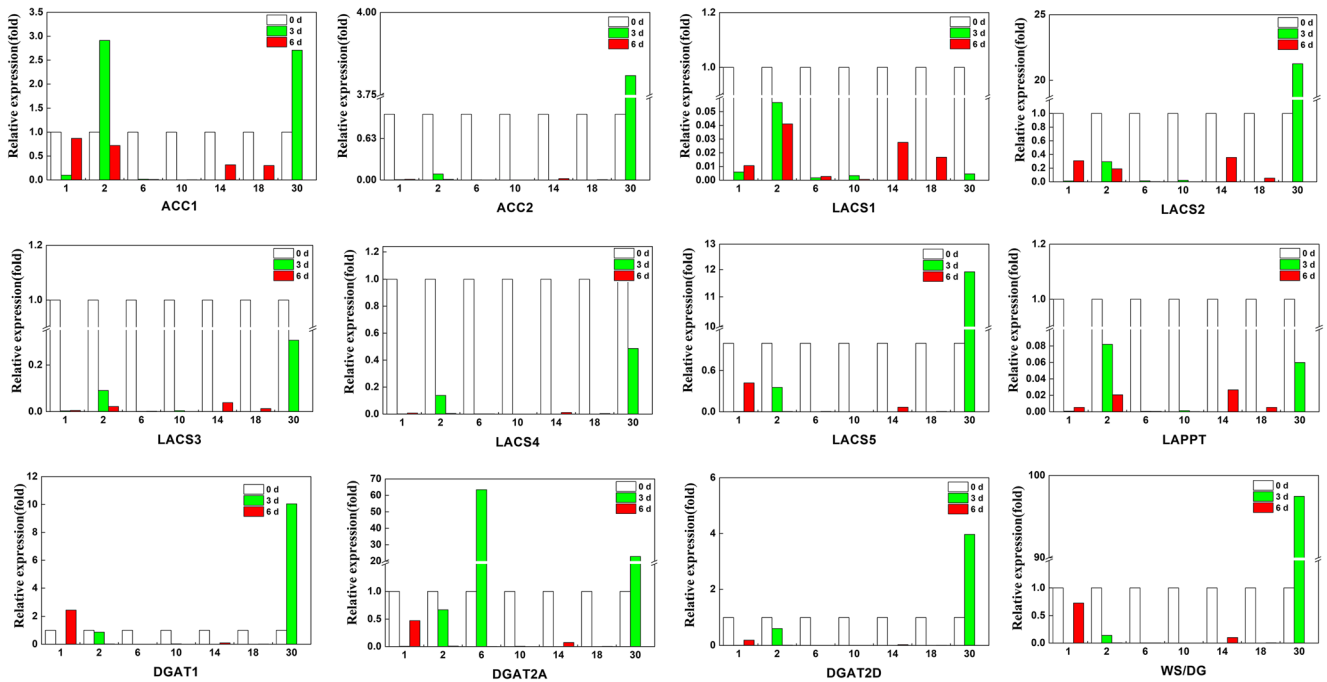 3.5
3.0
2.5
2.0
1.5
1.0
0.5
0.0
Relative expression(fold)
0 d
3 d
6 d
1 2 6 10 14 18 30
ACC1
4.00
3.75
0.63
0.00
Relative expression(fold)
0 d
3 d
6 d
1 2 6 10 14 18 30
ACC2
1.2
1.0
0.05
0.04
0.03
0.02
0.01
0.00
Relative expression(fold)
0 d
3 d
6 d
1 2 6 10 14 18 30
LACS1
25
20
1.0
0.8
0.6
0.4
0.2
0.0
Relative expression(fold)
0 d
3 d
6 d
1 2 6 10 14 18 30
LACS2
1.2
1.0
0.2
0.0
Relative expression(fold)
0 d
3 d
6 d
1 2 6 10 14 18 30
LACS3
1.2
1.0
0.8
0.6
0.4
0.2
0.0
Relative expression(fold)
0 d
3 d
6 d
1 2 6 10 14 18 30
LACS4
13
12
11
10
0.6
0.0
Relative expression(fold)
0 d
3 d
6 d
1 2 6 10 14 18 30
LACS5
1.2
1.0
0.08
0.06
0.04
0.02
0.00
Relative expression(fold)
0 d
3 d
6 d
1 2 6 10 14 18 30
LAPPT
12
10
8
6
4
2
0
Relative expression(fold)
0 d
3 d
6 d
1 2 6 10 14 18 30
DGAT1
70
60
50
40
30
20
1.0
0.5
0.0
Relative expression(fold)
0 d
3 d
6 d
1 2 6 10 14 18 30
DGAT2A
6
4
2
0
Relative expression(fold)
0 d
3 d
6 d
1 2 6 10 14 18 30
DGAT2D
100
90
1.0
0.5
0.0
Relative expression(fold)
0 d
3 d
6 d
1 2 6 10 14 18 30
WS/DG